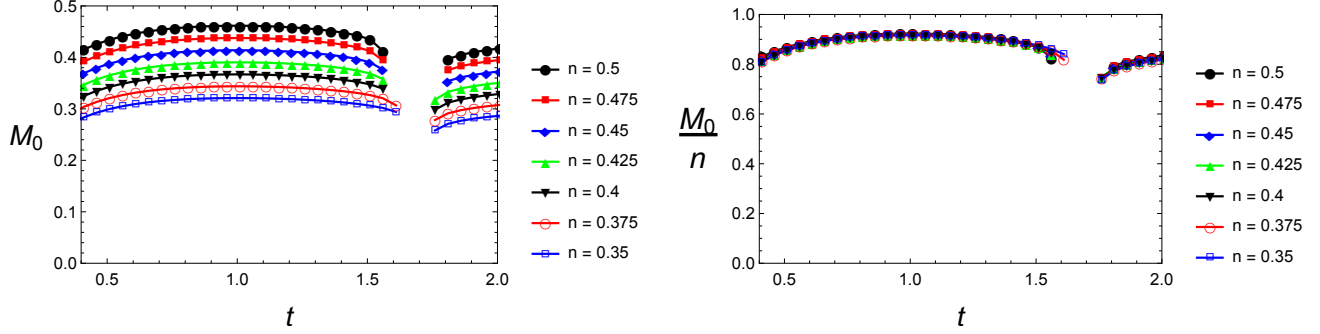 0.5
0.4
0.3
0.2
0.1
0.0
M0
0.5
1.0
1.5
2.0
t
n = 0.5
n = 0.475
n = 0.45
n = 0.425
n = 0.4
n = 0.375
n = 0.35
1.0
0.8
0.6
0.4
0.2
0.0
M0
n
0.5
1.0
1.5
2.0
t
n = 0.5
n = 0.475
n = 0.45
n = 0.425
n = 0.4
n = 0.375
n = 0.35